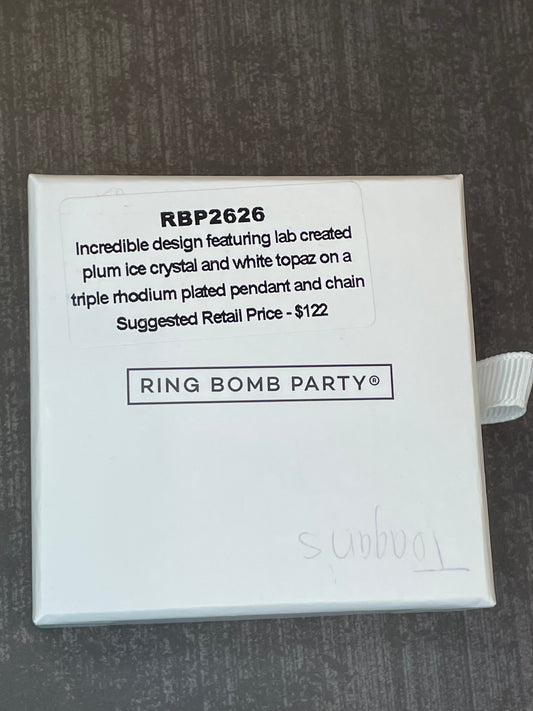 RBP2626
Incredible design featuring lab created
plum ice crystal and white topaz on a
triple rhodium plated pendant and chain
Suggested Retail Price - $122
RING BOMB PARTY®